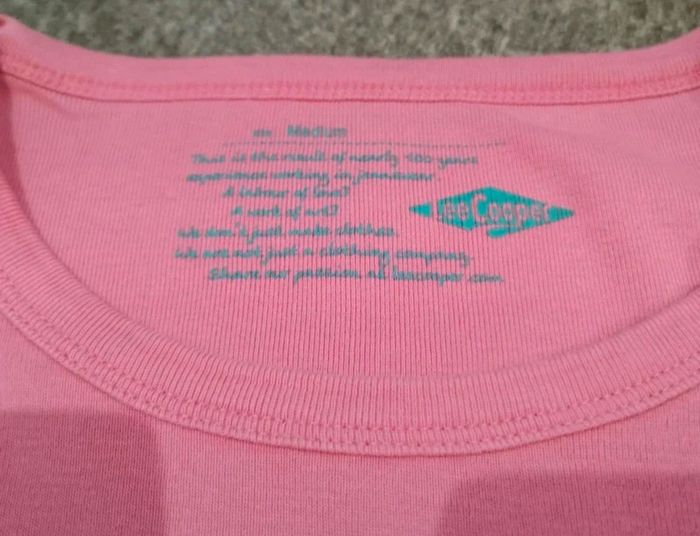 Medium
This is the result of nearly 100 years
experience working in jeanswear
A labour of love?
A work of art?
We don't just make clothes.
We are not just a clothing company.
Share our passion at leecooper.com
Lee Cooper